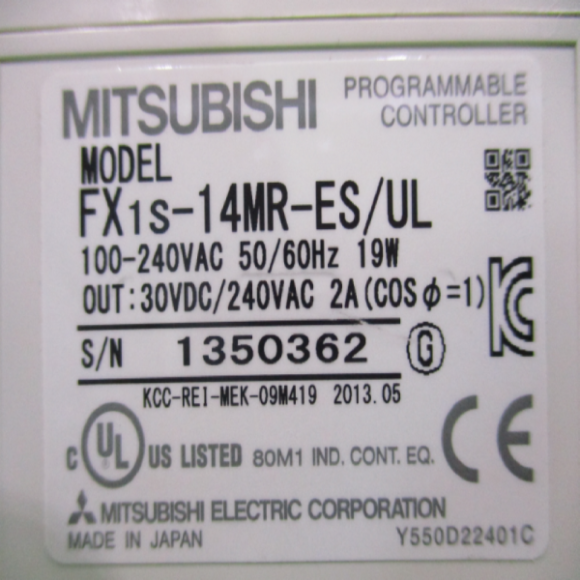 MITSUBISHI
PROGRAMMABLE
CONTROLLER
MODEL
FX1S-14MR-ES/UL
100-240VAC 50/60Hz 19W
OUT:30VDC/240VAC 2A(COSφ=1)
S/N 1350362 G
KCC-REI-MEK-09M419 2013.05
C UL US LISTED 80M1 IND. CONT. EQ. CE
MITSUBISHI ELECTRIC CORPORATION
MADE IN JAPAN Y550D22401C